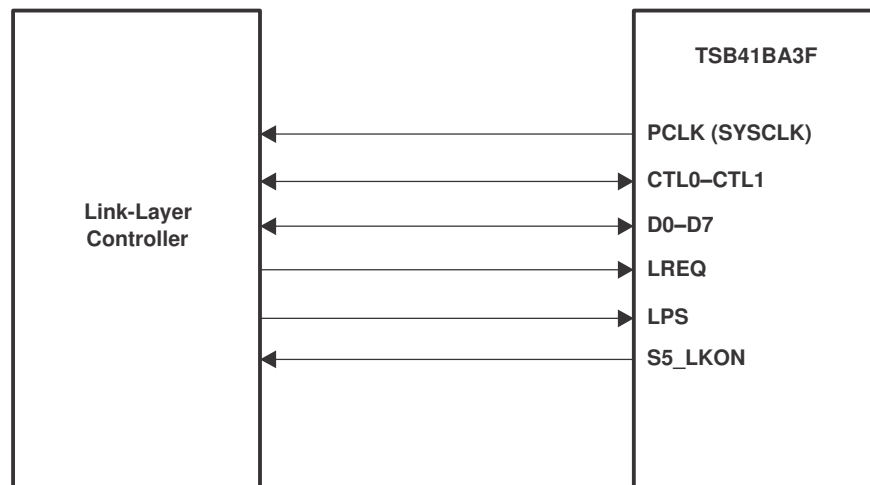 TSB41BA3F
PCLK (SYSCLK)
CTL0–CTL1
Link-Layer
Controller
D0–D7
LREQ
LPS
S5_LKON